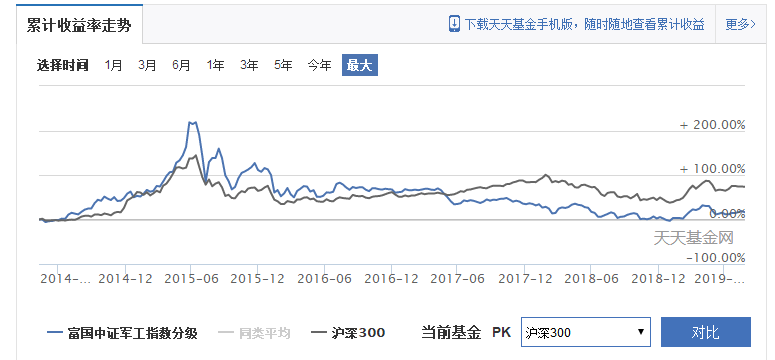 累计收益率走势
下载天天基金手机版，随时随地查看累计收益
更多>
选择时间 1月 3月 6月 1年 3年 5年 今年 最大
+ 200.00%
+ 100.00%
0.00%
天天基金网
-100.00%
2014-... 2014-12 2015-06 2015-12 2016-06 2016-12 2017-06 2017-12 2018-06 2018-12 2019-...
富国中证军工指数分级 同类平均 沪深300 当前基金 PK 沪深300 对比